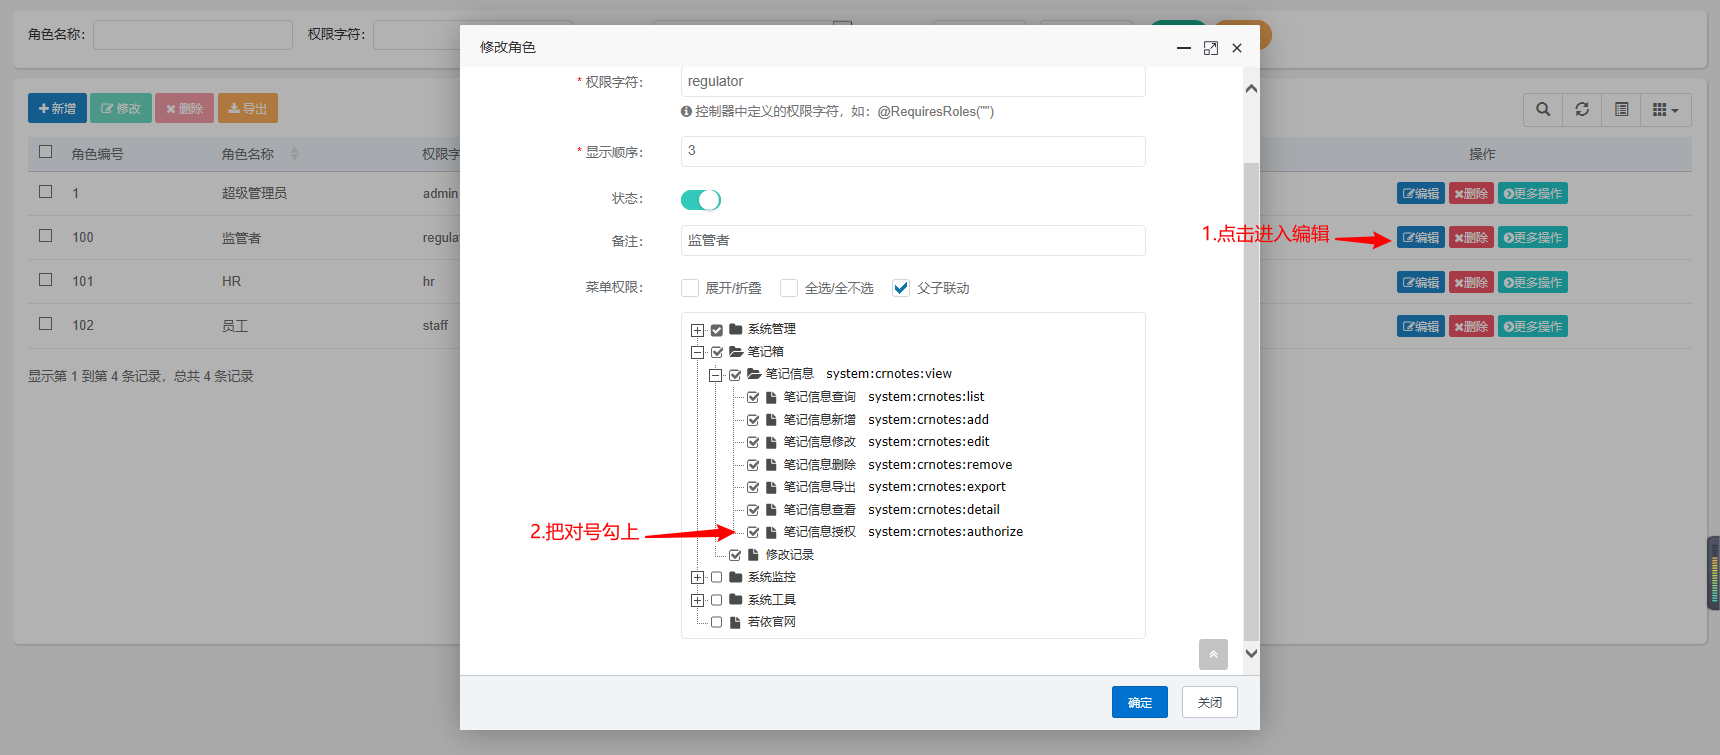 角色名称:
权限字符:
修改角色
新增
修改
删除
导出
角色编号
角色名称
权限字
操作
1
超级管理员
admin
编辑
删除
更多操作
100
监管者
regula
编辑
删除
更多操作
101
HR
hr
编辑
删除
更多操作
102
员工
staff
编辑
删除
更多操作
显示第 1 到第 4 条记录，总共 4 条记录
1.点击进入编辑
* 权限字符:
regulator
控制器中定义的权限字符，如：@RequiresRoles("")
* 显示顺序:
3
状态:
备注:
监管者
菜单权限:
展开/折叠
全选/全不选
父子联动
系统管理
笔记箱
笔记信息 system:crnotes:view
笔记信息查询 system:crnotes:list
笔记信息新增 system:crnotes:add
笔记信息修改 system:crnotes:edit
笔记信息删除 system:crnotes:remove
笔记信息导出 system:crnotes:export
笔记信息查看 system:crnotes:detail
2.把对号勾上
笔记信息授权 system:crnotes:authorize
修改记录
系统监控
系统工具
若依官网
确定
关闭